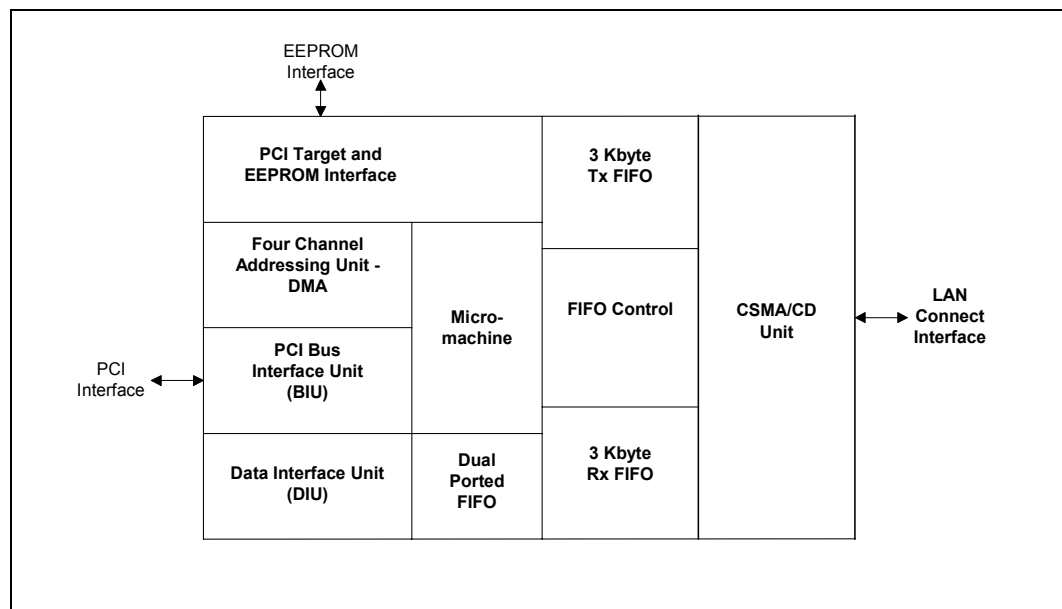 EEPROM
Interface
PCI Target and
EEPROM Interface
3 Kbyte
Tx FIFO
Four Channel
Addressing Unit -
DMA
Micro-
machine
FIFO Control
CSMA/CD
Unit
LAN
Connect
Interface
PCI
Interface
PCI Bus
Interface Unit
(BIU)
Data Interface Unit
(DIU)
Dual
Ported
FIFO
3 Kbyte
Rx FIFO